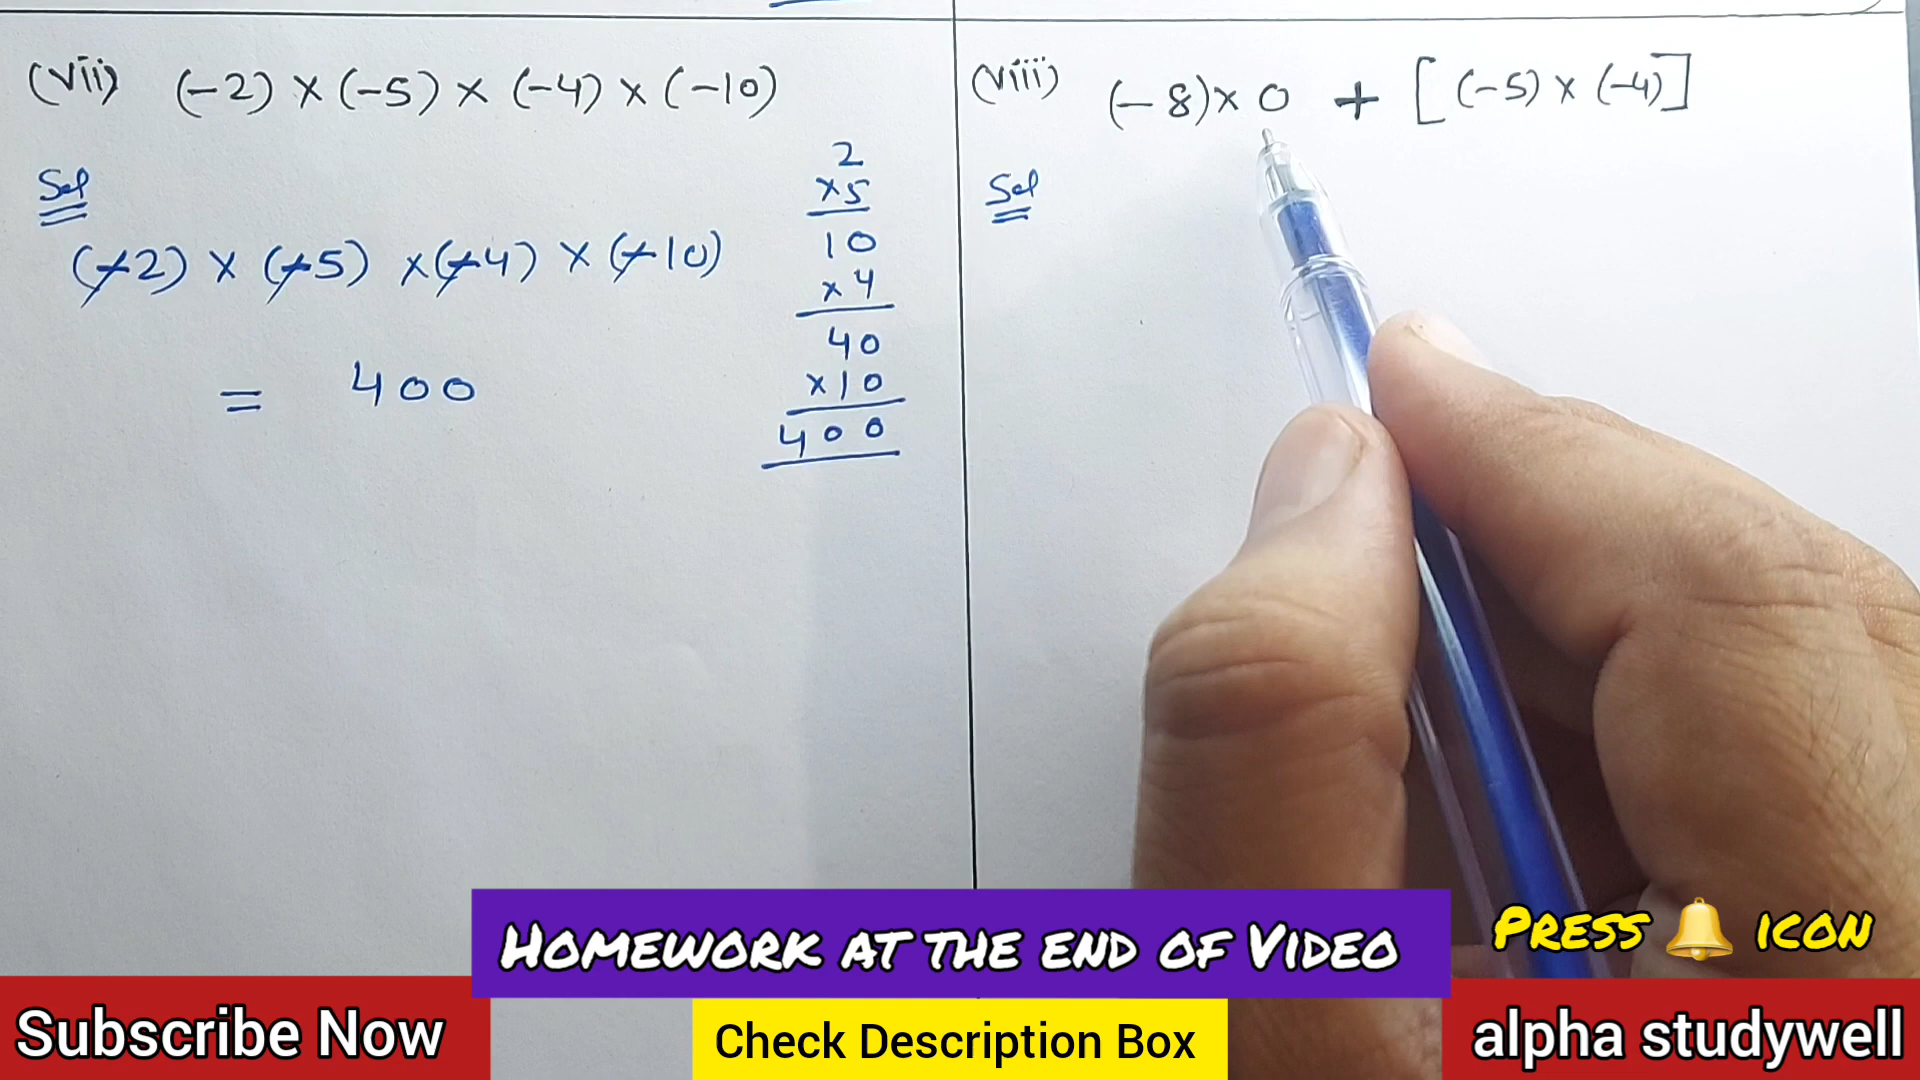 (vii) (-2) × (-5) × (-4) × (-10)
Sol
(-2) × (-5) × (-4) × (-10)
= 400
2
×5
10
×4
40
×10
400
(viii) (-8) × 0 + [(-5) × (-4)]
Sol
Homework at the end of Video
Press 🔔 icon
Subscribe Now
Check Description Box
alpha studywell